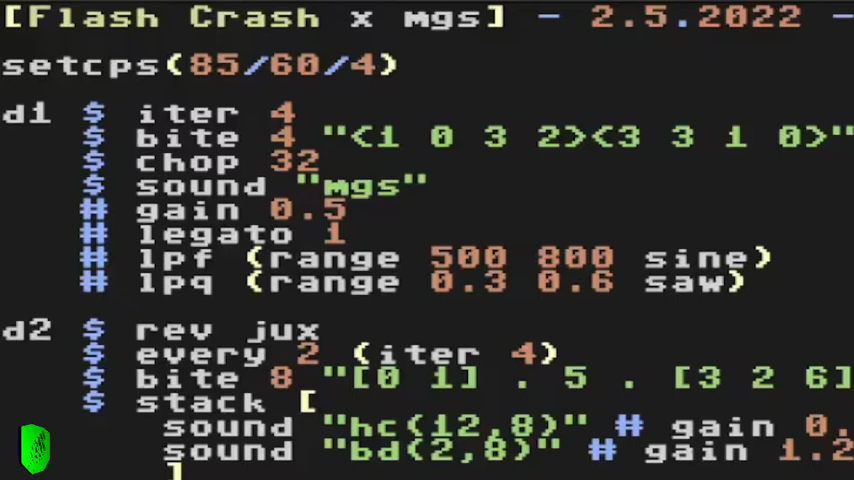 [Flash Crash x mgs] - 2.5.2022 -
setcps(85/60/4)
d1 $ iter 4
$ bite 4 "<1 0 3 2><3 3 1 0>"
$ chop 32
$ sound "mgs"
# gain 0.5
# legato 1
# lpf (range 500 800 sine)
# lpq (range 0.3 0.6 saw)
d2 $ rev jux
$ every 2 (iter 4)
$ bite 8 "[0 1] . 5 . [3 2 6]
$ stack [
sound "hc(12,8)" # gain 0.
sound "bd(2,8)" # gain 1.2
]